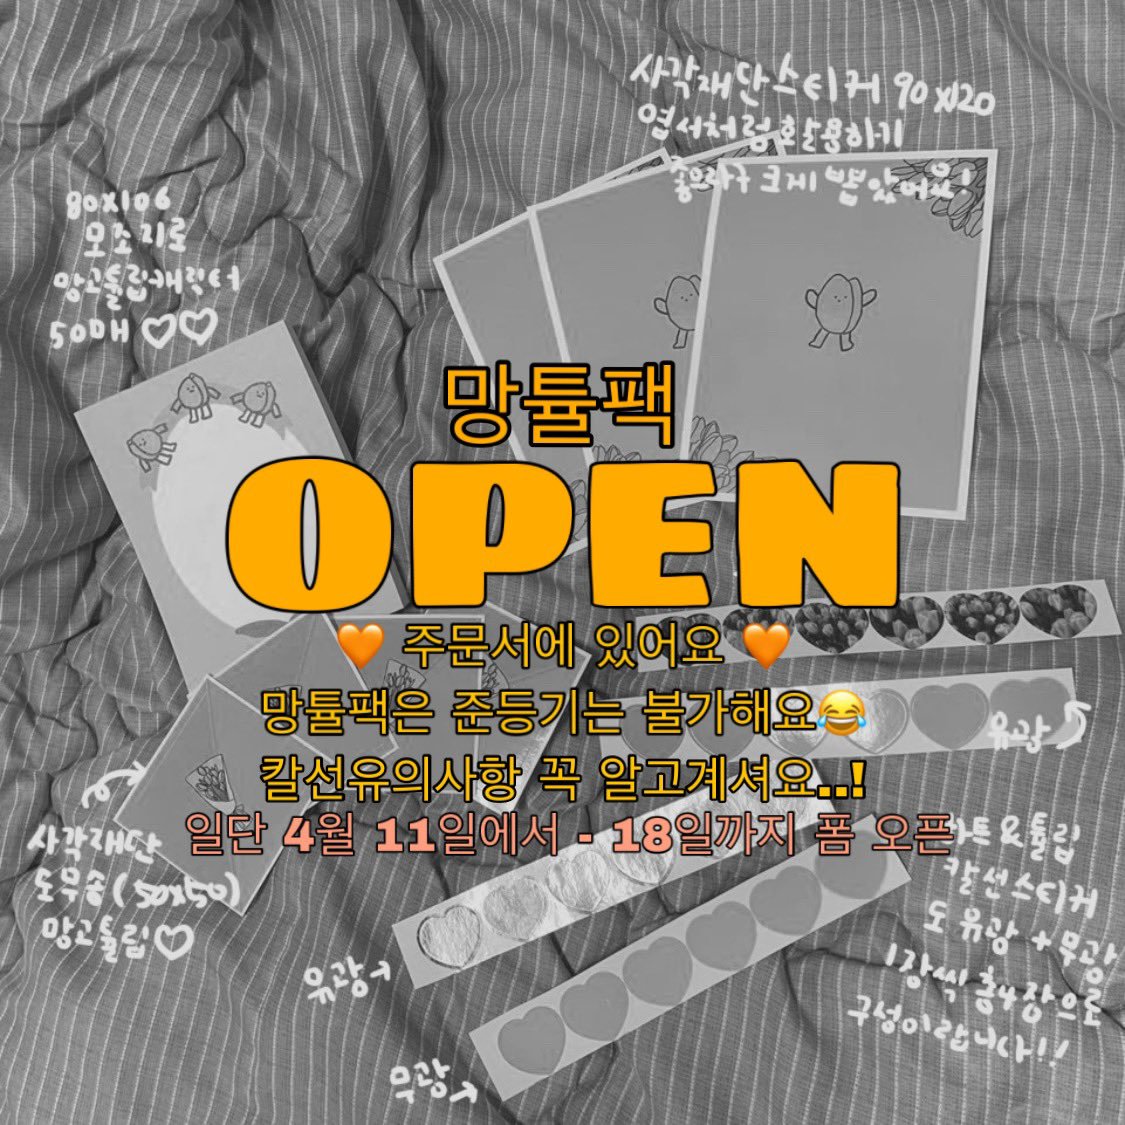 사각재단스티커 90x120
엽서처럼활용하기
좋으라구 크게 뽑았어요!
80x106
모조지로
망고튤립캐릭터
50매♡♡
망튤팩
OPEN
🧡 주문서에 있어요 🧡
망튤팩은 준등기는 불가해요😂
칼선유의사항 꼭 알고계셔요..!
일단 4월 11일에서 - 18일까지 폼 오픈
유광
사각재단
도무송(50x50)
망고튤립♡
하트&튤립
칼선스티커
도 유광+무광
1장씩 총4장으로
구성이랍니다!!
유광→
무광→